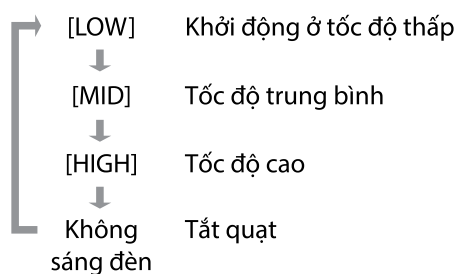 [LOW] Khởi động ở tốc độ thấp
[MID] Tốc độ trung bình
[HIGH] Tốc độ cao
Không Tắt quạt
sáng đèn